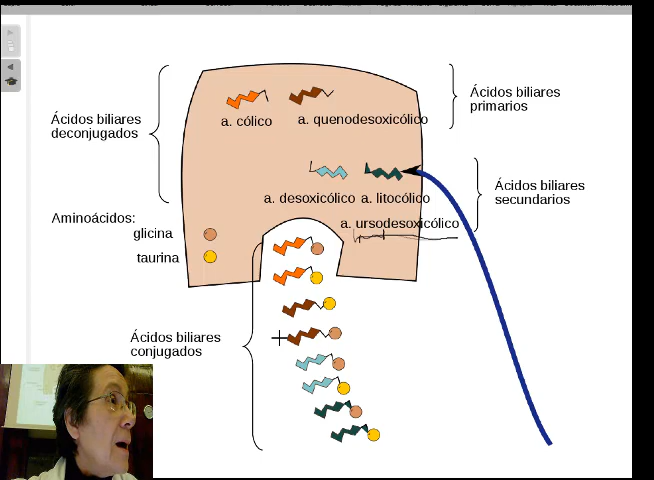 Ácidos biliares
deconjugados
a. cólico
a. quenodesoxicólico
Ácidos biliares
primarios
a. desoxicólico
a. litocólico
Ácidos biliares
secundarios
Aminoácidos:
glicina
taurina
a. ursodesoxicólico
Ácidos biliares
conjugados